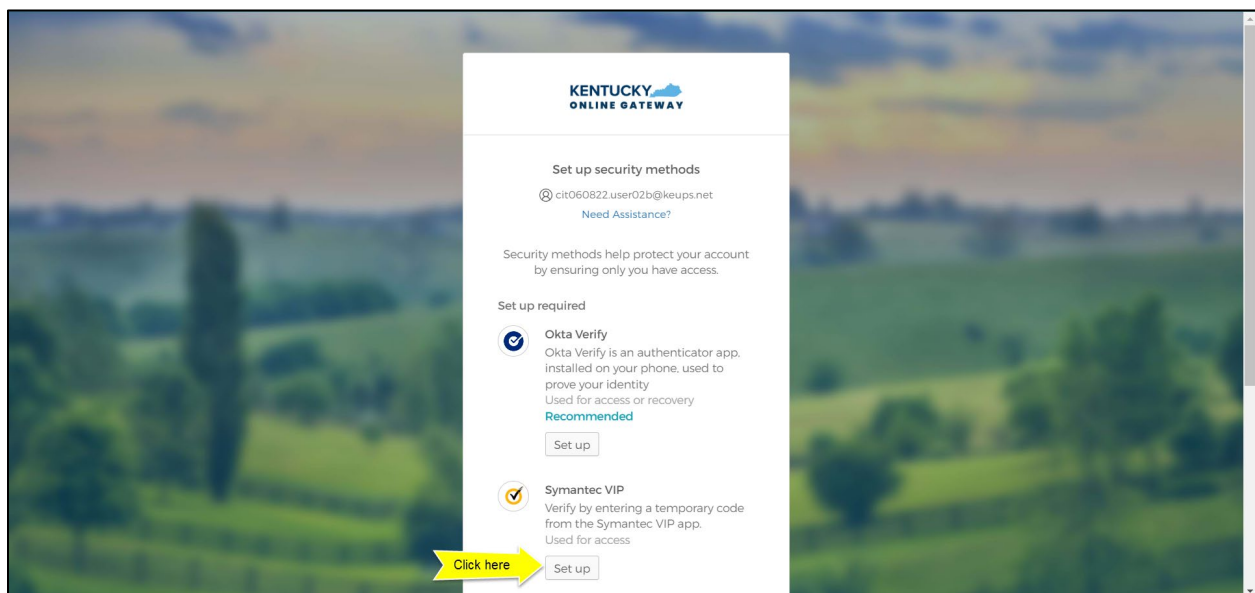 KENTUCKY
ONLINE GATEWAY
Set up security methods
cit060822.user02b@keups.net
Need Assistance?
Security methods help protect your account
by ensuring only you have access.
Set up required
Okta Verify
Okta Verify is an authenticator app,
installed on your phone, used to
prove your identity
Used for access or recovery
Recommended
Set up
Symantec VIP
Verify by entering a temporary code
from the Symantec VIP app.
Used for access
Click here
Set up